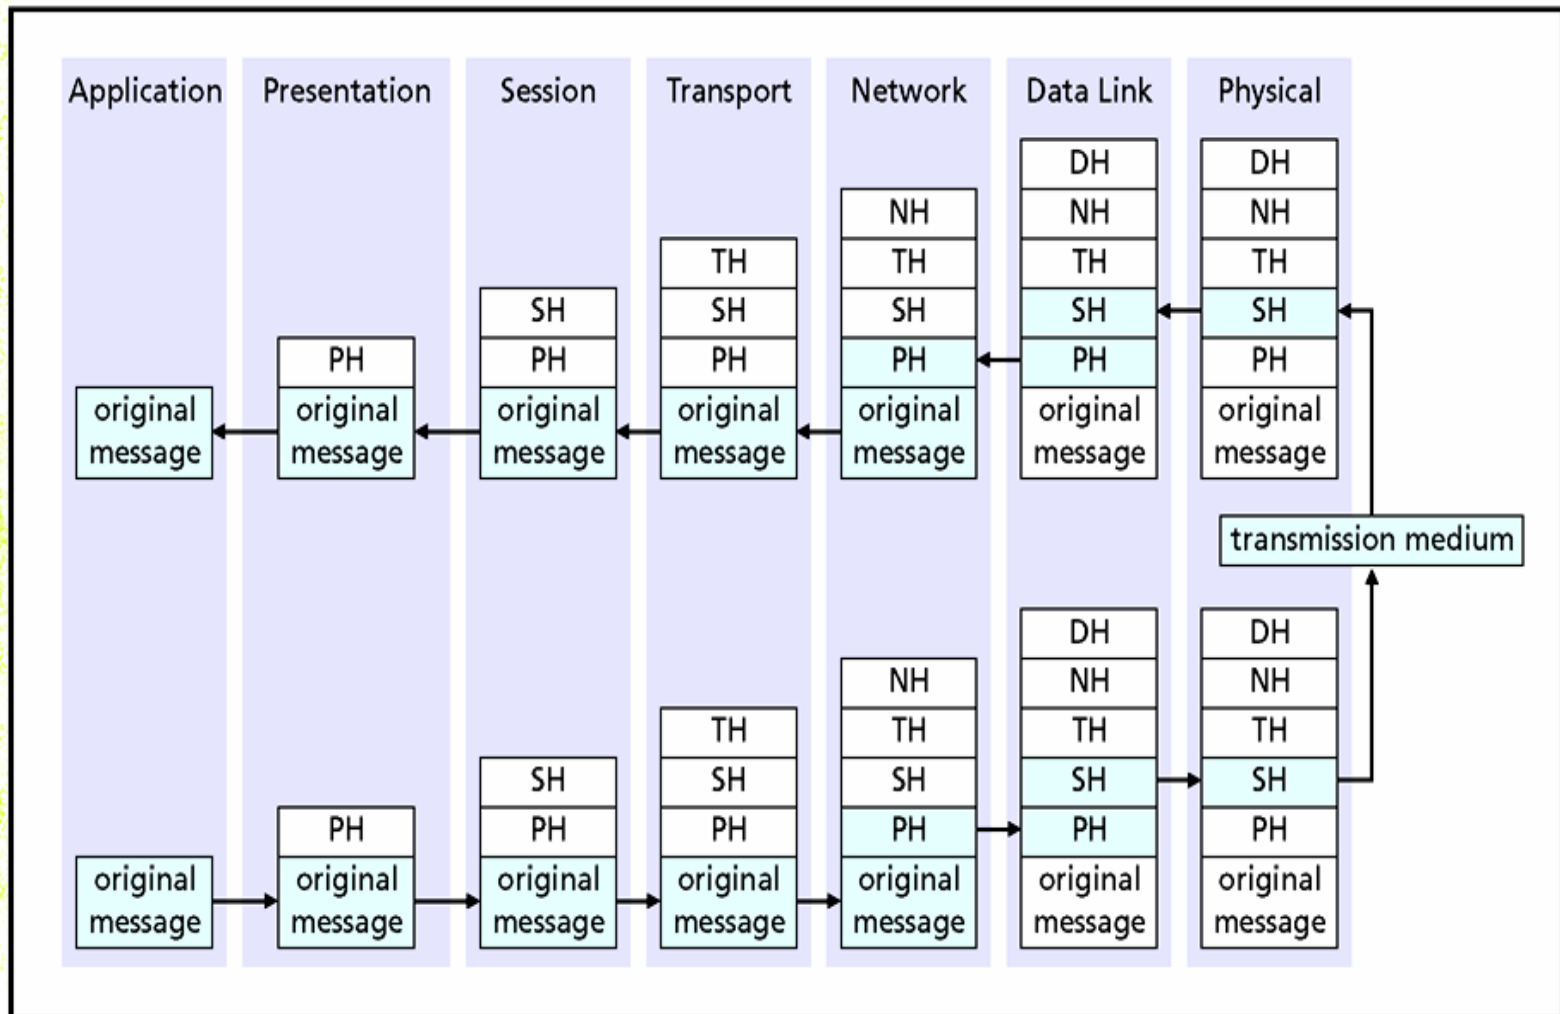 Application Presentation Session Transport Network Data Link Physical
DH DH
NH NH NH
TH TH TH TH
SH SH SH SH SH
PH PH PH PH PH PH
original original original original original original original
message message message message message message message
transmission medium
DH DH
NH NH NH
TH TH TH TH
SH SH SH SH SH
PH PH PH PH PH PH
original original original original original original original
message message message message message message message